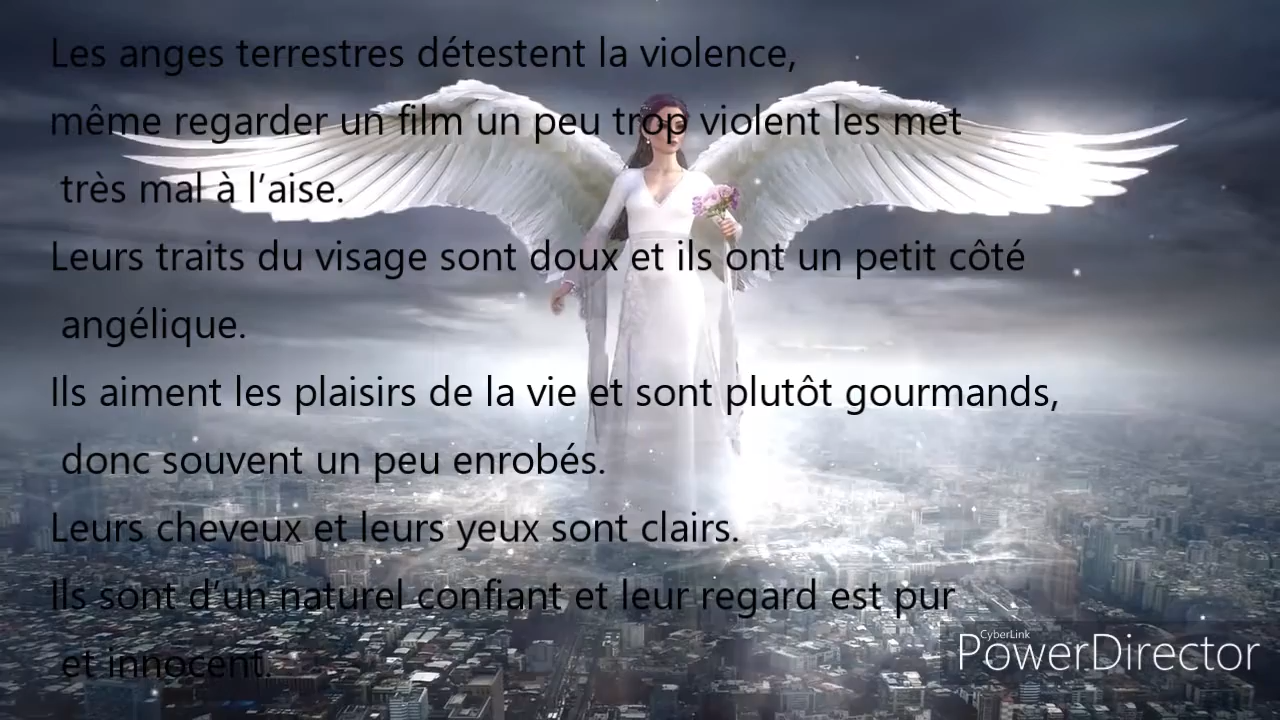 Les anges terrestres détestent la violence,
même regarder un film un peu trop violent les met
très mal à l’aise.
Leurs traits du visage sont doux et ils ont un petit côté
angélique.
Ils aiment les plaisirs de la vie et sont plutôt gourmands,
donc souvent un peu enrobés.
Leurs cheveux et leurs yeux sont clairs.
Ils sont d’un naturel confiant et leur regard est pur
et innocent.
CyberLink
PowerDirector